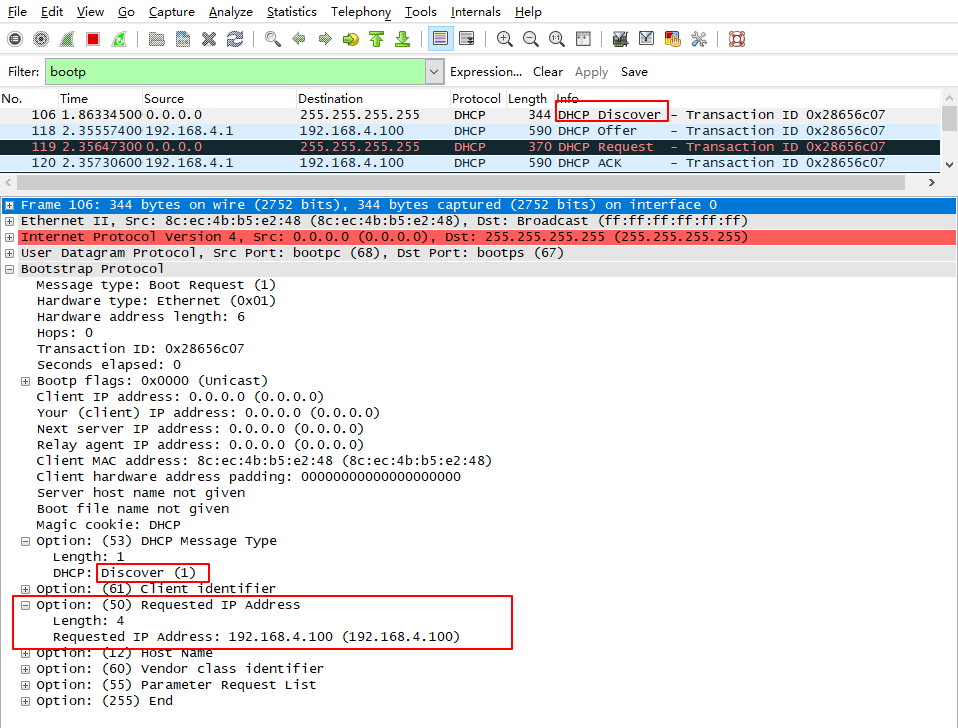 File Edit View Go Capture Analyze Statistics Telephony Tools Internals Help
Filter: bootp Expression... Clear Apply Save
No. Time Source Destination Protocol Length Info
106 1.86334500 0.0.0.0 255.255.255.255 DHCP 344 DHCP Discover - Transaction ID 0x28656c07
118 2.35557400 192.168.4.1 192.168.4.100 DHCP 590 DHCP Offer - Transaction ID 0x28656c07
119 2.35647300 0.0.0.0 255.255.255.255 DHCP 370 DHCP Request - Transaction ID 0x28656c07
120 2.35730600 192.168.4.1 192.168.4.100 DHCP 590 DHCP ACK - Transaction ID 0x28656c07
Frame 106: 344 bytes on wire (2752 bits), 344 bytes captured (2752 bits) on interface 0
Ethernet II, Src: 8c:ec:4b:b5:e2:48 (8c:ec:4b:b5:e2:48), Dst: Broadcast (ff:ff:ff:ff:ff:ff)
Internet Protocol Version 4, Src: 0.0.0.0 (0.0.0.0), Dst: 255.255.255.255 (255.255.255.255)
User Datagram Protocol, Src Port: bootpc (68), Dst Port: bootps (67)
Bootstrap Protocol
Message type: Boot Request (1)
Hardware type: Ethernet (0x01)
Hardware address length: 6
Hops: 0
Transaction ID: 0x28656c07
Seconds elapsed: 0
Bootp flags: 0x0000 (Unicast)
Client IP address: 0.0.0.0 (0.0.0.0)
Your (client) IP address: 0.0.0.0 (0.0.0.0)
Next server IP address: 0.0.0.0 (0.0.0.0)
Relay agent IP address: 0.0.0.0 (0.0.0.0)
Client MAC address: 8c:ec:4b:b5:e2:48 (8c:ec:4b:b5:e2:48)
Client hardware address padding: 00000000000000000000
Server host name not given
Boot file name not given
Magic cookie: DHCP
Option: (53) DHCP Message Type
Length: 1
DHCP: Discover (1)
Option: (61) Client identifier
Option: (50) Requested IP Address
Length: 4
Requested IP Address: 192.168.4.100 (192.168.4.100)
Option: (12) Host Name
Option: (60) Vendor class identifier
Option: (55) Parameter Request List
Option: (255) End